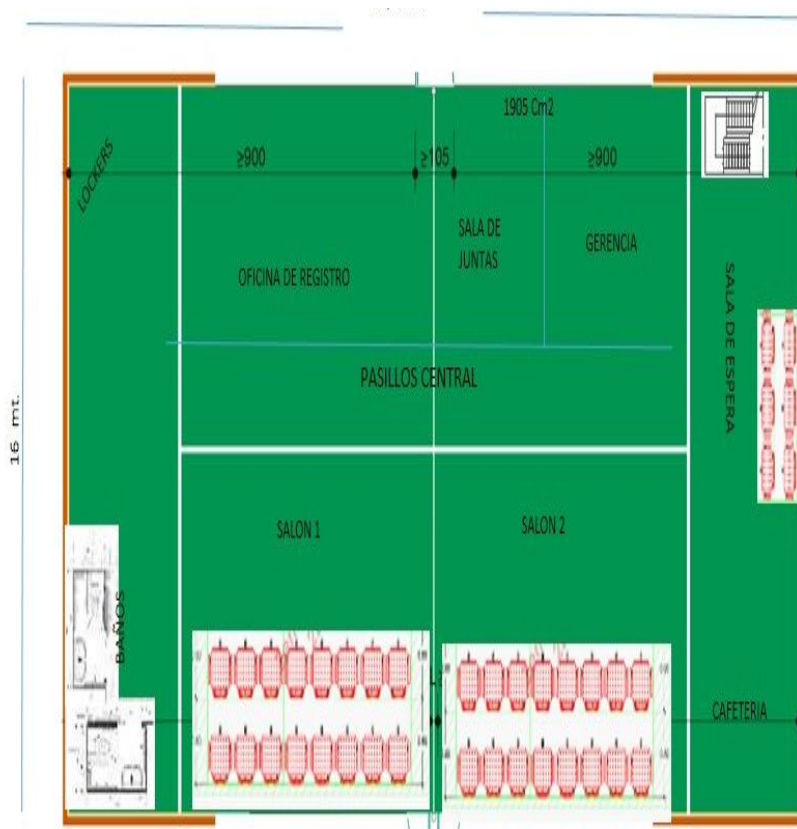 1905 Cm2
≥900
≥105
≥900
LOCKERS
SALA DE
JUNTAS
GERENCIA
OFICINA DE REGISTRO
SALA DE ESPERA
PASILLOS CENTRAL
16 mt.
SALON 1
SALON 2
BAÑOS
CAFETERIA